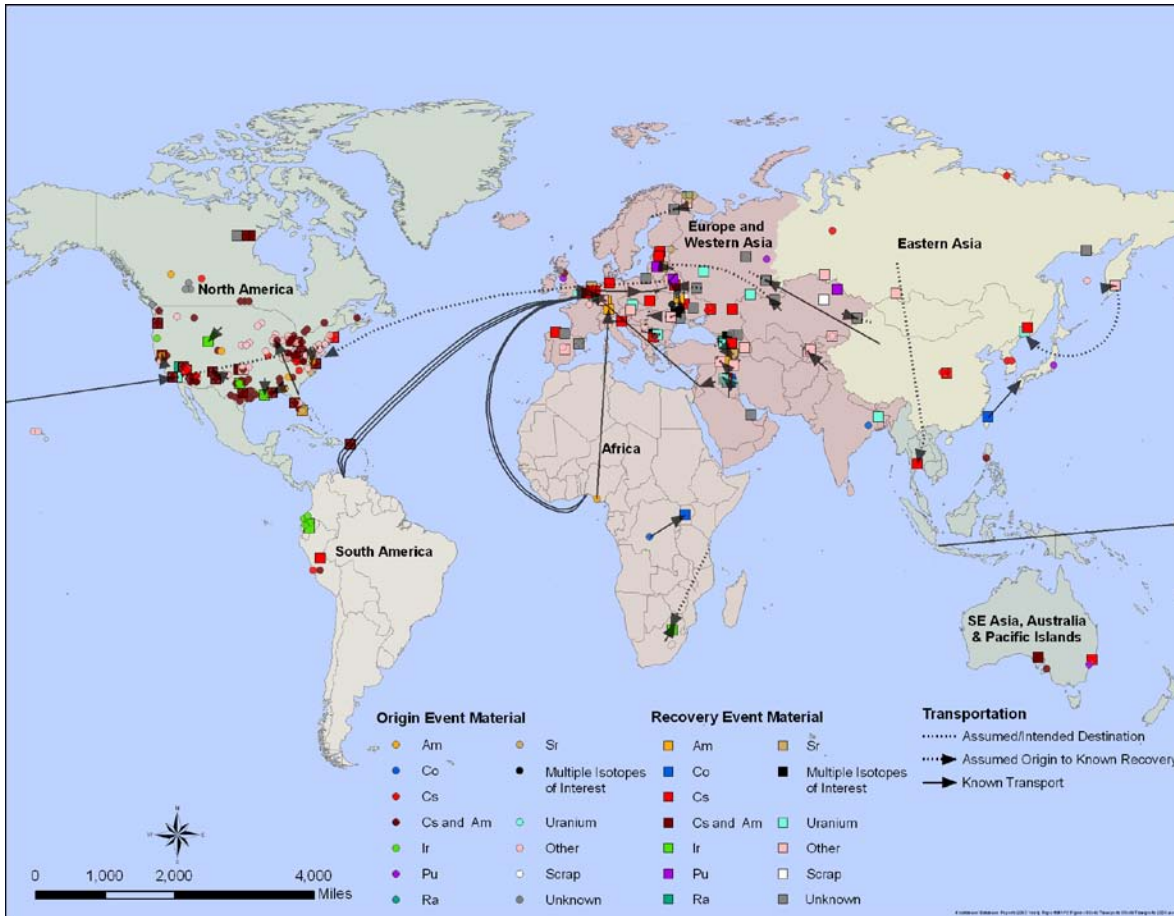 Europe and
Western Asia
Eastern Asia
North America
Africa
South America
SE Asia, Australia
& Pacific Islands
Origin Event Material
Am
Co
Cs
Cs and Am
Ir
Pu
Ra
Sr
Multiple Isotopes
of Interest
Uranium
Other
Scrap
Unknown
Recovery Event Material
Am
Co
Cs
Cs and Am
Ir
Pu
Ra
Sr
Multiple Isotopes
of Interest
Uranium
Other
Scrap
Unknown
Transportation
Assumed/Intended Destination
Assumed Origin to Known Recovery
Known Transport
N
W E
S
0 1,000 2,000 4,000
Miles